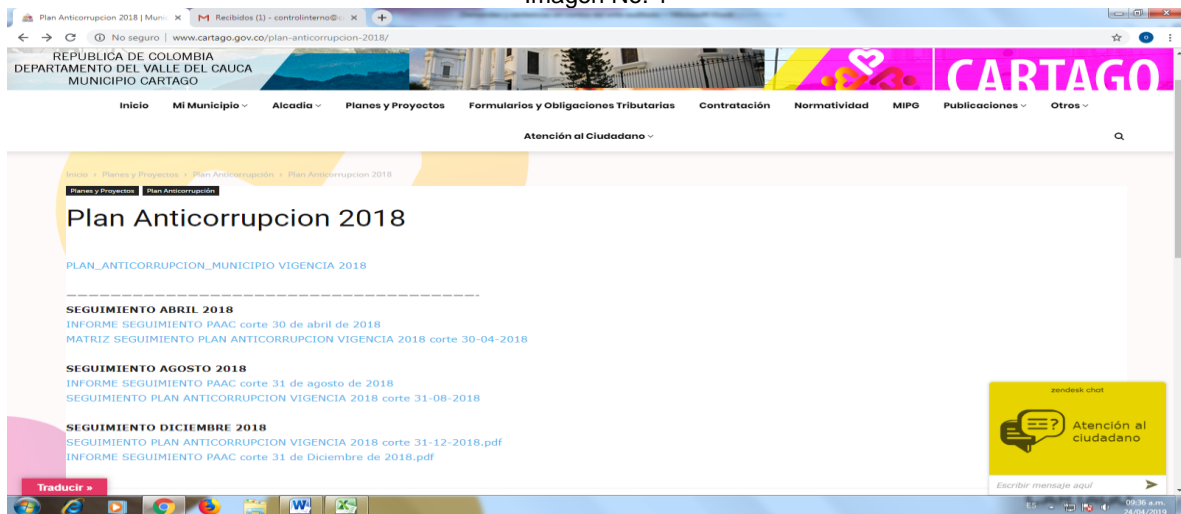 Imagen No. 4
Plan Anticorrupcion 2018 | Muni
Recibidos (1) - controlinterno@c
No seguro | www.cartago.gov.co/plan-anticorrupcion-2018/
REPÚBLICA DE COLOMBIA
DEPARTAMENTO DEL VALLE DEL CAUCA
MUNICIPIO CARTAGO
CARTAGO
Inicio Mi Municipio Alcadia Planes y Proyectos Formularios y Obligaciones Tributarias Contratación Normatividad MIPG Publicaciones Otros
Atención al Ciudadano
Inicio › Planes y Proyectos › Plan Anticorrupción › Plan Anticorrupcion 2018
Planes y Proyectos Plan Anticorrupción
Plan Anticorrupcion 2018
PLAN_ANTICORRUPCION_MUNICIPIO VIGENCIA 2018
————————————————————————————————————-
SEGUIMIENTO ABRIL 2018
INFORME SEGUIMIENTO PAAC corte 30 de abril de 2018
MATRIZ SEGUIMIENTO PLAN ANTICORRUPCION VIGENCIA 2018 corte 30-04-2018
SEGUIMIENTO AGOSTO 2018
INFORME SEGUIMIENTO PAAC corte 31 de agosto de 2018
SEGUIMIENTO PLAN ANTICORRUPCION VIGENCIA 2018 corte 31-08-2018
SEGUIMIENTO DICIEMBRE 2018
SEGUIMIENTO PLAN ANTICORRUPCION VIGENCIA 2018 corte 31-12-2018.pdf
INFORME SEGUIMIENTO PAAC corte 31 de Diciembre de 2018.pdf
zendesk chat
Atención al
ciudadano
Escribir mensaje aquí
Traducir »
ES
09:36 a.m.
24/04/2019